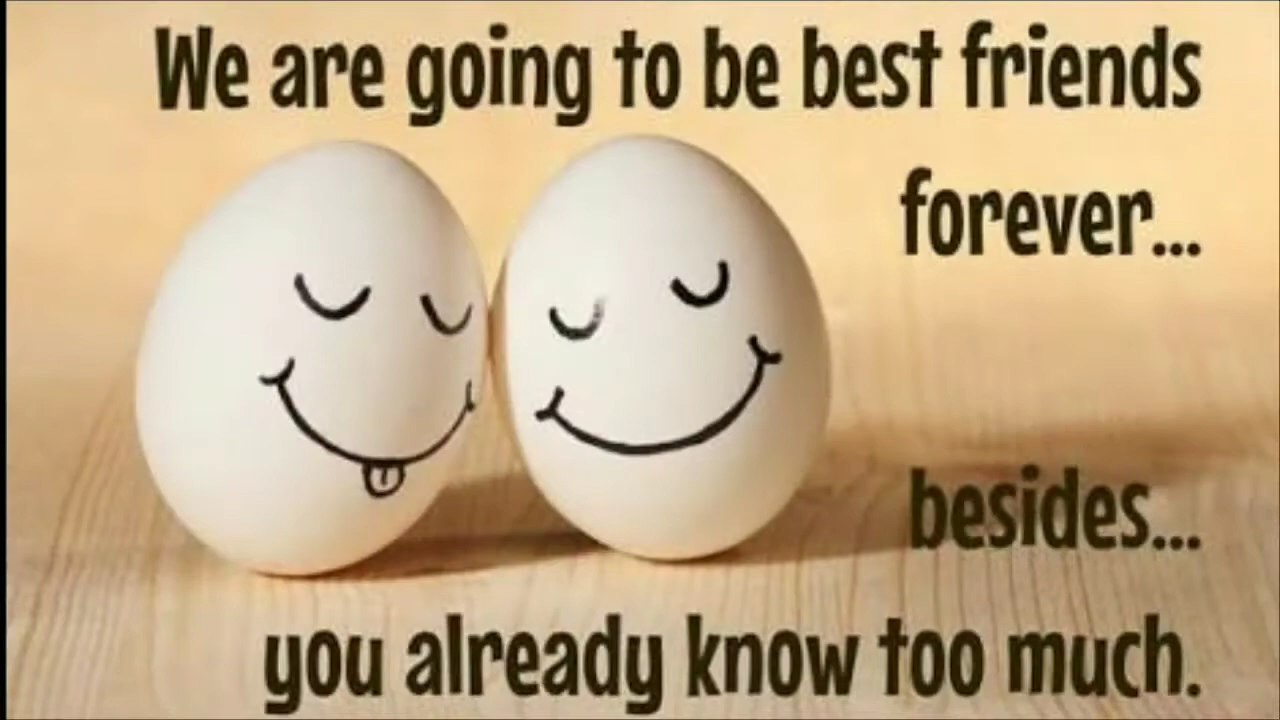 We are going to be best friends
forever...
besides...
you already know too much.